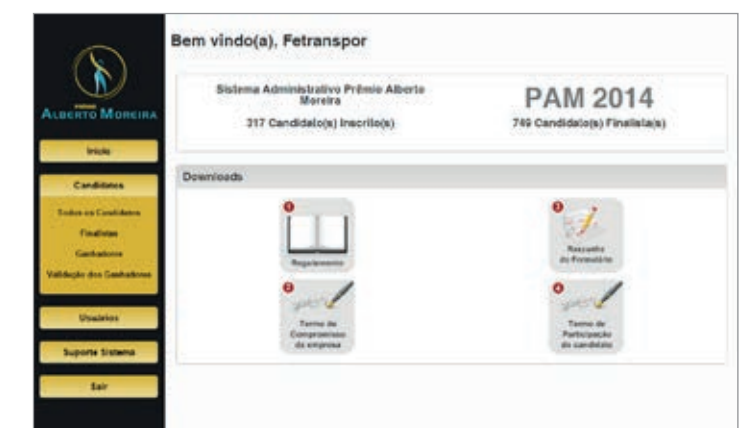 PRÊMIO
ALBERTO MOREIRA
Início
Candidatos
Todos os Candidatos
Finalistas
Ganhadores
Validação dos Ganhadores
Usuários
Suporte Sistema
Sair
Bem vindo(a), Fetranspor
Sistema Administrativo Prêmio Alberto
Moreira
317 Candidato(s) Inscrito(s)
PAM 2014
749 Candidato(s) Finalista(s)
Downloads
1
Regulamento
3
Rascunho
do Formulário
2
Termo de
Compromisso
da empresa
4
Termo de
Participação
do candidato